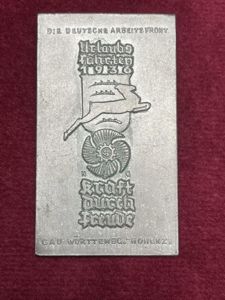 DIE DEUTSCHE ARBEITSFRONT
Urlaubs
fahrten
1936
K D
Kraft
durch
Freude
GAU WÜRTTEMBG.-HOHENZ.